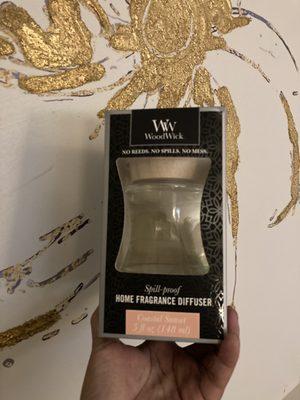 WW
WoodWick
NO REEDS. NO SPILLS. NO MESS.
Spill-proof
HOME FRAGRANCE DIFFUSER
Coastal Sunset
5 fl oz (148 ml)